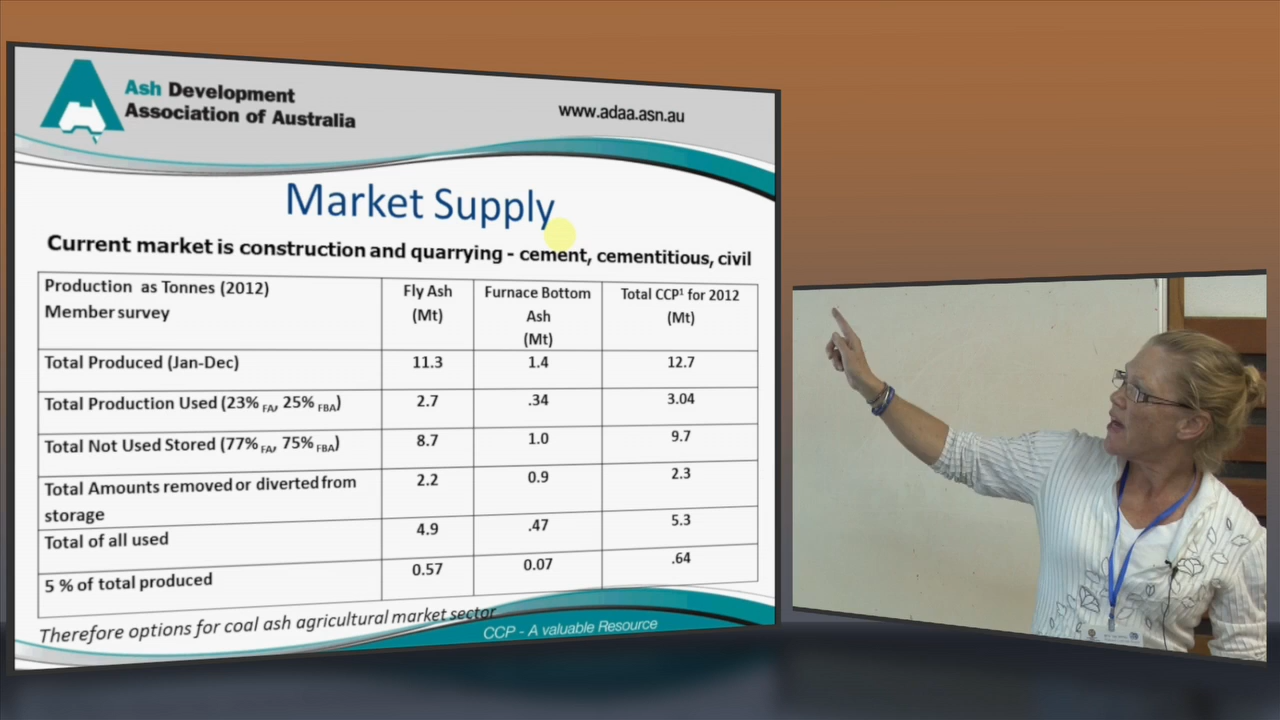 Ash Development
Association of Australia
www.adaa.asn.au
Market Supply
Current market is construction and quarrying - cement, cementitious, civil
Production as Tonnes (2012)
Member survey
Fly Ash
(Mt)
Furnace Bottom
Ash
(Mt)
Total CCP¹ for 2012
(Mt)
Total Produced (Jan-Dec) 11.3 1.4 12.7
Total Production Used (23% FA, 25% FBA) 2.7 .34 3.04
Total Not Used Stored (77% FA, 75% FBA) 8.7 1.0 9.7
Total Amounts removed or diverted from
storage
2.2 0.9 2.3
Total of all used 4.9 .47 5.3
5 % of total produced 0.57 0.07 .64
Therefore options for coal ash agricultural market sector
CCP - A valuable Resource